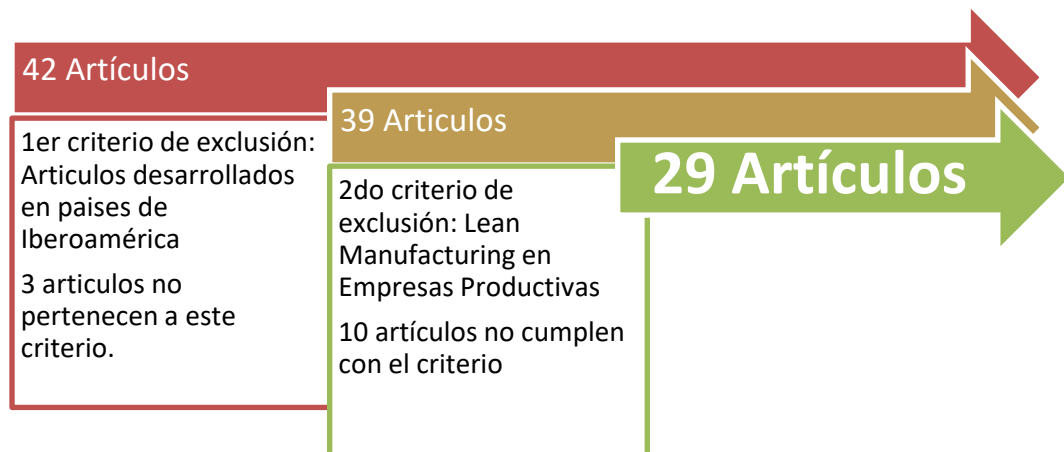 42 Artículos
1er criterio de exclusión:
Articulos desarrollados
en paises de
Iberoamérica
3 articulos no
pertenecen a este
criterio.
39 Articulos
2do criterio de
exclusión: Lean
Manufacturing en
Empresas Productivas
10 artículos no cumplen
con el criterio
29 Artículos